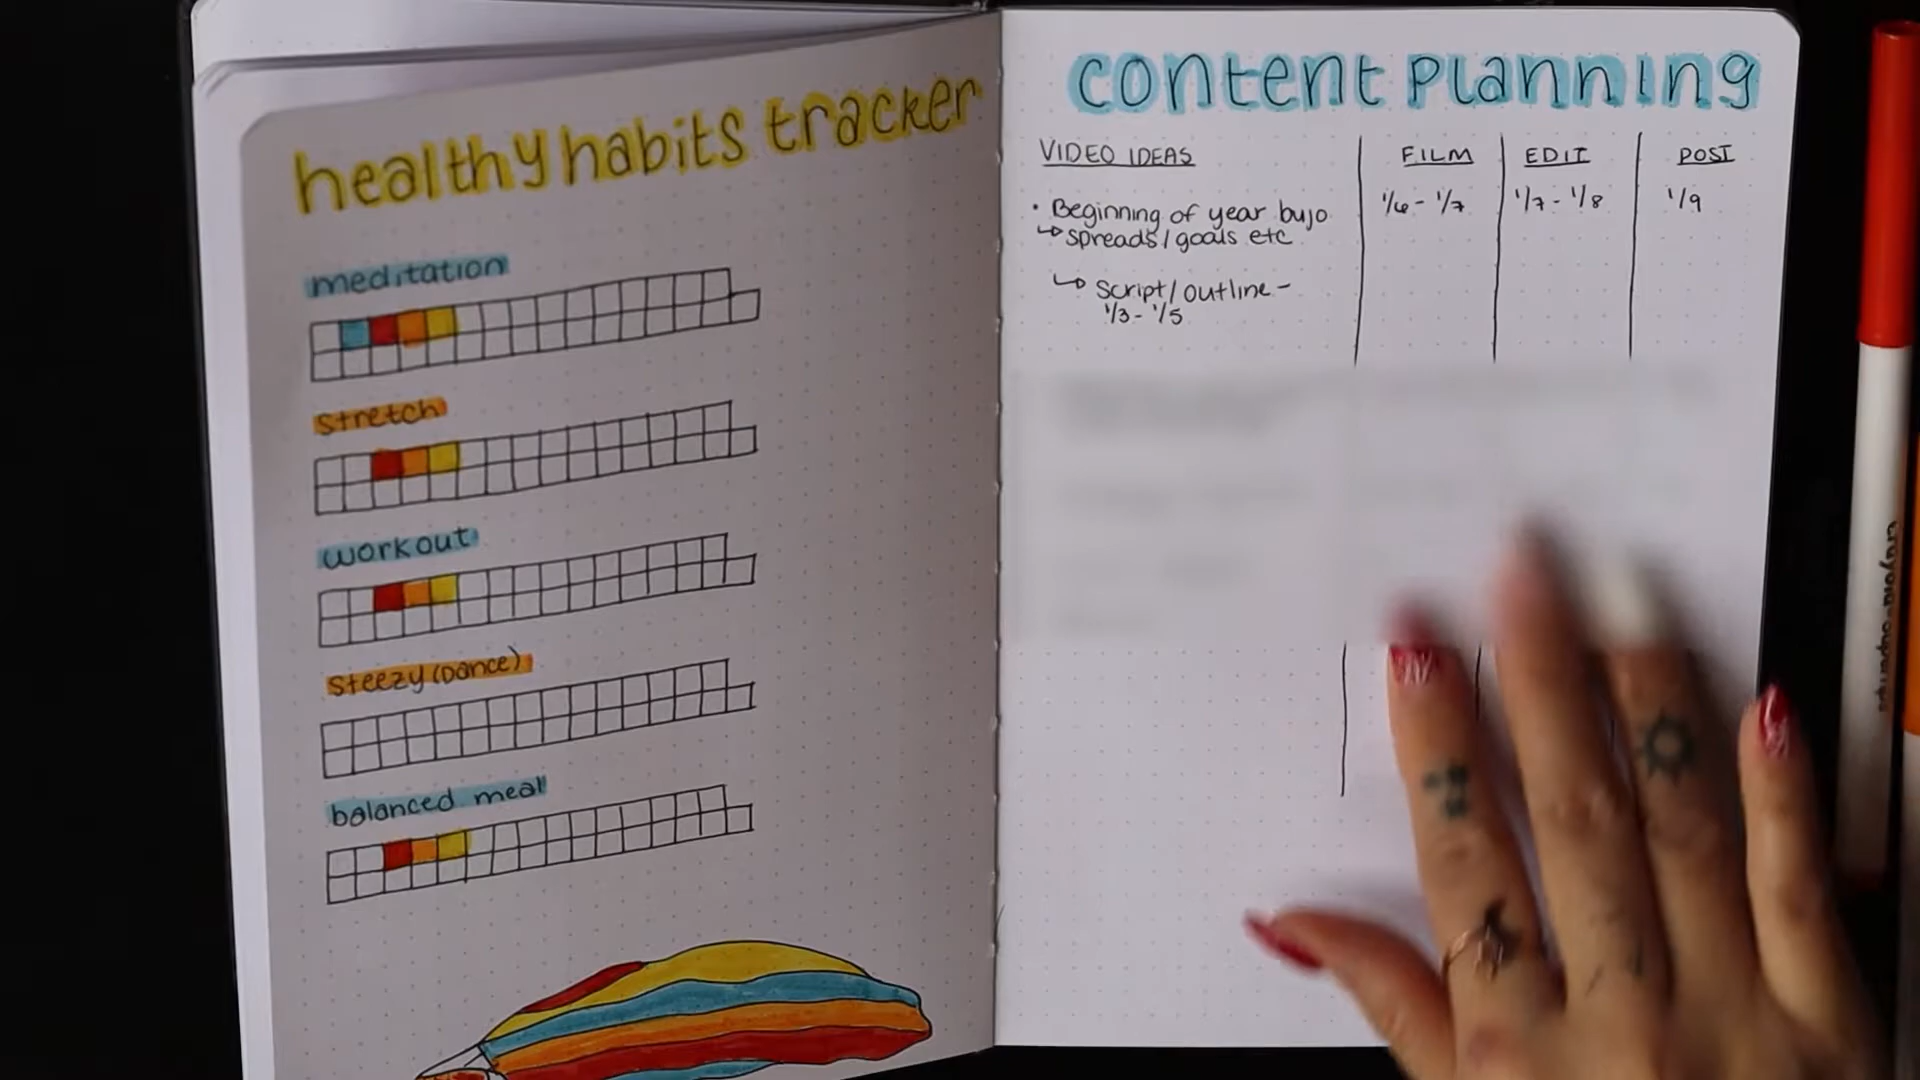 healthy habits tracker
meditation
stretch
workout
steezy (Dance)
balanced meal
content planning
VIDEO IDEAS
FILM
EDIT
POST
• Beginning of year bujo
↳ spreads/goals etc
1/6 - 1/7
1/7 - 1/8
1/9
↳ script/outline -
1/3 - 1/5
crayola supertips